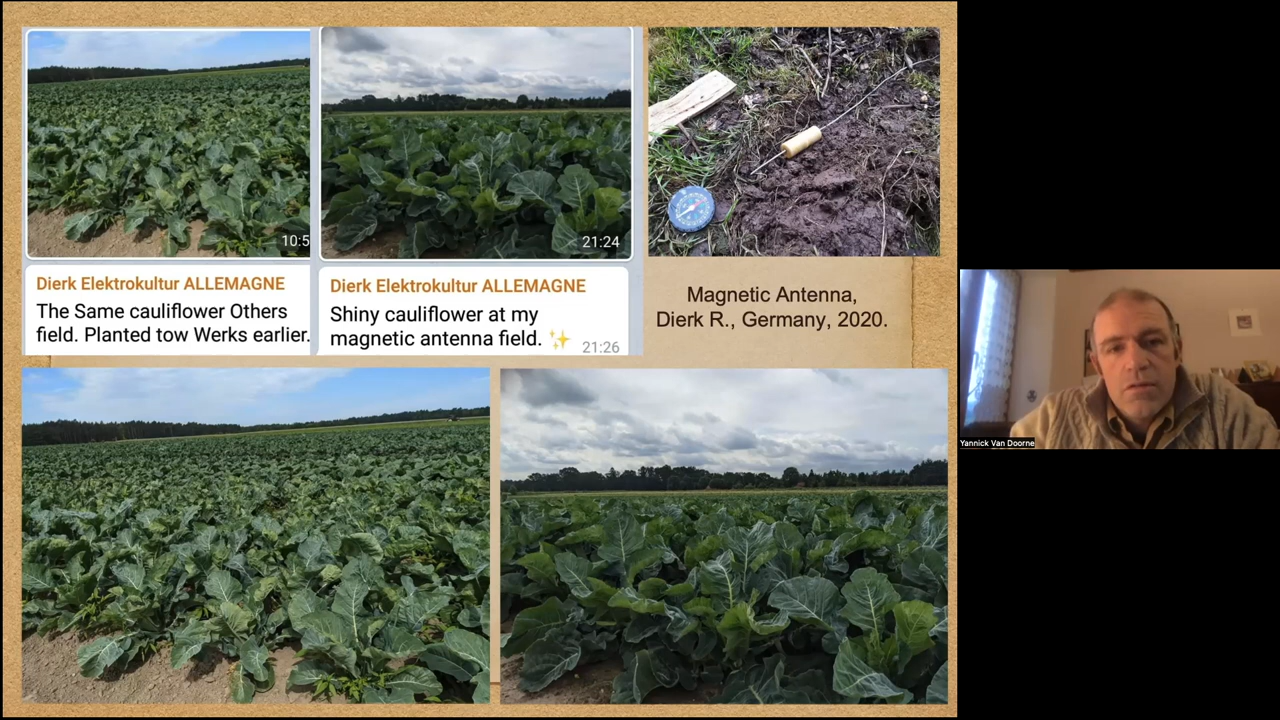 10:5
21:24
Dierk Elektrokultur ALLEMAGNE
The Same cauliflower Others
field. Planted tow Werks earlier.
Dierk Elektrokultur ALLEMAGNE
Shiny cauliflower at my
magnetic antenna field. ✨ 21:26
Magnetic Antenna,
Dierk R., Germany, 2020.
Yannick Van Doorne